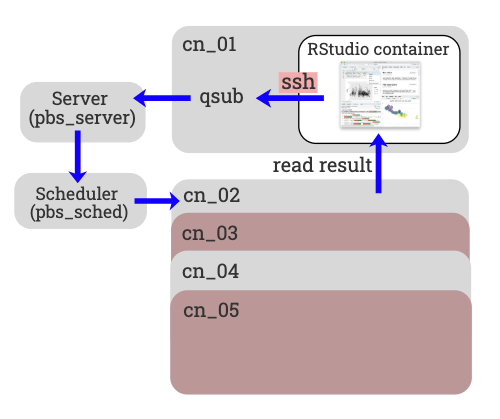 cn_01
RStudio container
ssh
qsub
Server
(pbs_server)
read result
Scheduler
(pbs_sched)
cn_02
cn_03
cn_04
cn_05